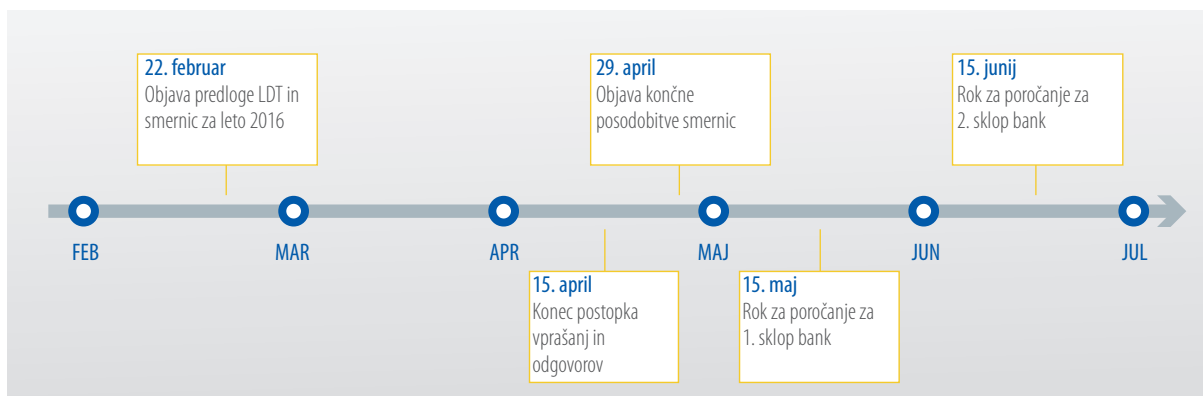 22. februar
Objava predloge LDT in
smernic za leto 2016
29. april
Objava končne
posodobitve smernic
15. junij
Rok za poročanje za
2. sklop bank
FEB
MAR
APR
MAJ
JUN
JUL
15. april
Konec postopka
vprašanj in
odgovorov
15. maj
Rok za poročanje za
1. sklop bank